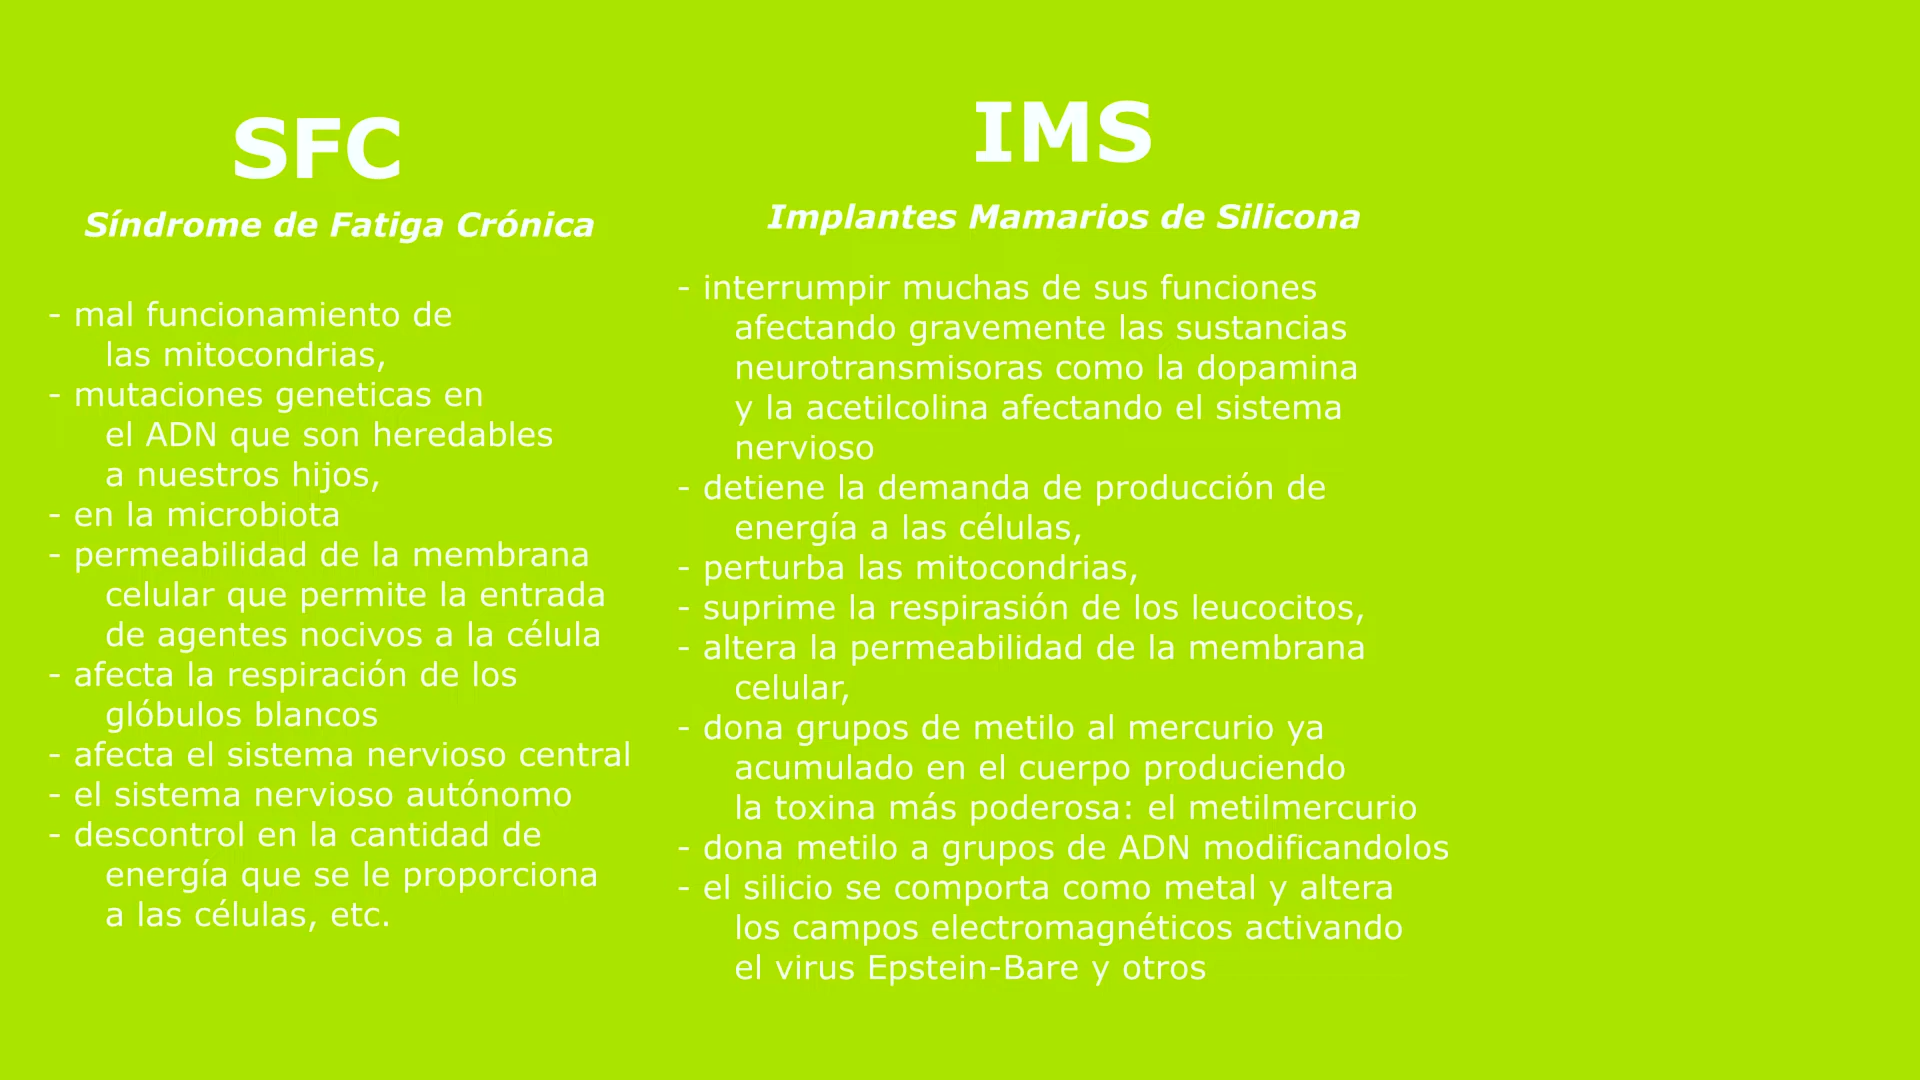 SFC
Síndrome de Fatiga Crónica
- mal funcionamiento de
las mitocondrias,
- mutaciones geneticas en
el ADN que son heredables
a nuestros hijos,
- en la microbiota
- permeabilidad de la membrana
celular que permite la entrada
de agentes nocivos a la célula
- afecta la respiración de los
glóbulos blancos
- afecta el sistema nervioso central
- el sistema nervioso autónomo
- descontrol en la cantidad de
energía que se le proporciona
a las células, etc.
IMS
Implantes Mamarios de Silicona
- interrumpir muchas de sus funciones
afectando gravemente las sustancias
neurotransmisoras como la dopamina
y la acetilcolina afectando el sistema
nervioso
- detiene la demanda de producción de
energía a las células,
- perturba las mitocondrias,
- suprime la respirasión de los leucocitos,
- altera la permeabilidad de la membrana
celular,
- dona grupos de metilo al mercurio ya
acumulado en el cuerpo produciendo
la toxina más poderosa: el metilmercurio
- dona metilo a grupos de ADN modificandolos
- el silicio se comporta como metal y altera
los campos electromagnéticos activando
el virus Epstein-Bare y otros